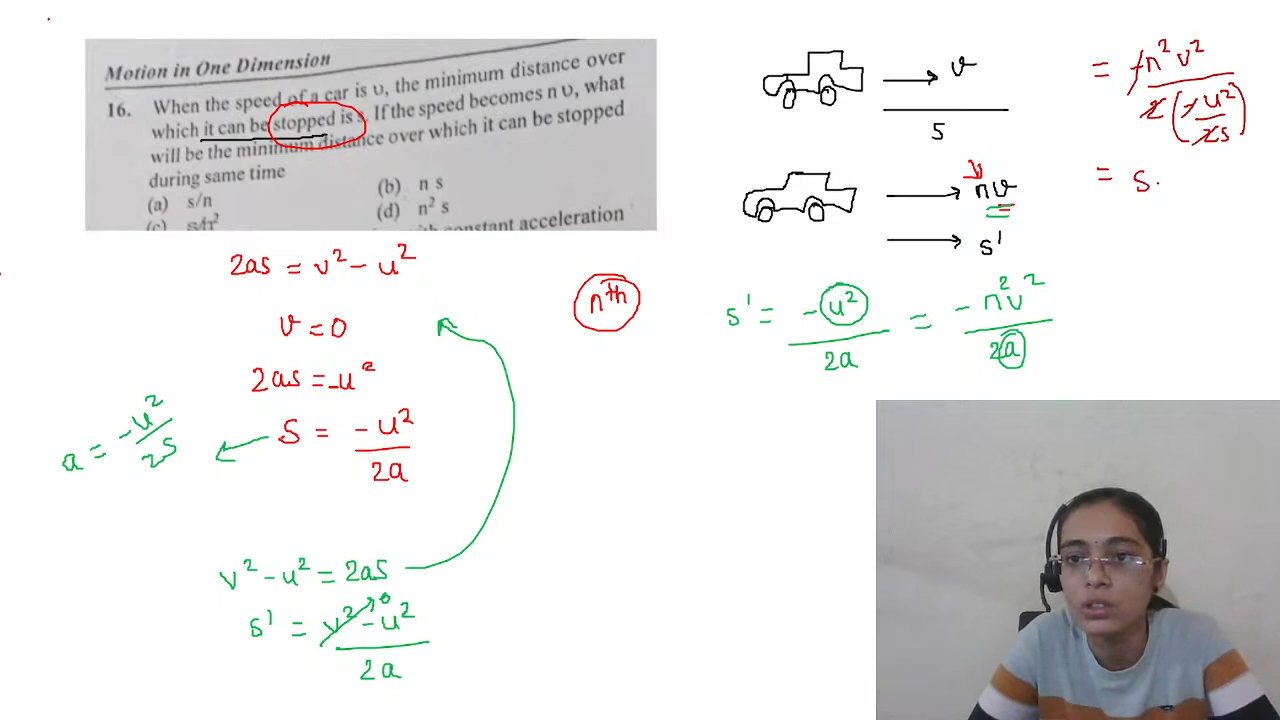 Motion in One Dimension
16. When the speed of a car is υ, the minimum distance over
which it can be stopped is s. If the speed becomes n υ, what
will be the minimum distance over which it can be stopped
during same time
(a) s/n
(b) n s
(c) s/n²
(d) n² s
with constant acceleration
2as = v² - u²
v = 0
2as = -u²
S = -u²/2a
a = -u²/2S
v² - u² = 2aS
s' = v² - u²/2a
0
nth
v
s
nv
s'
s' = -u²/2a = -n²v²/2a
= -n²v²/2(-u²/2s)
= s.